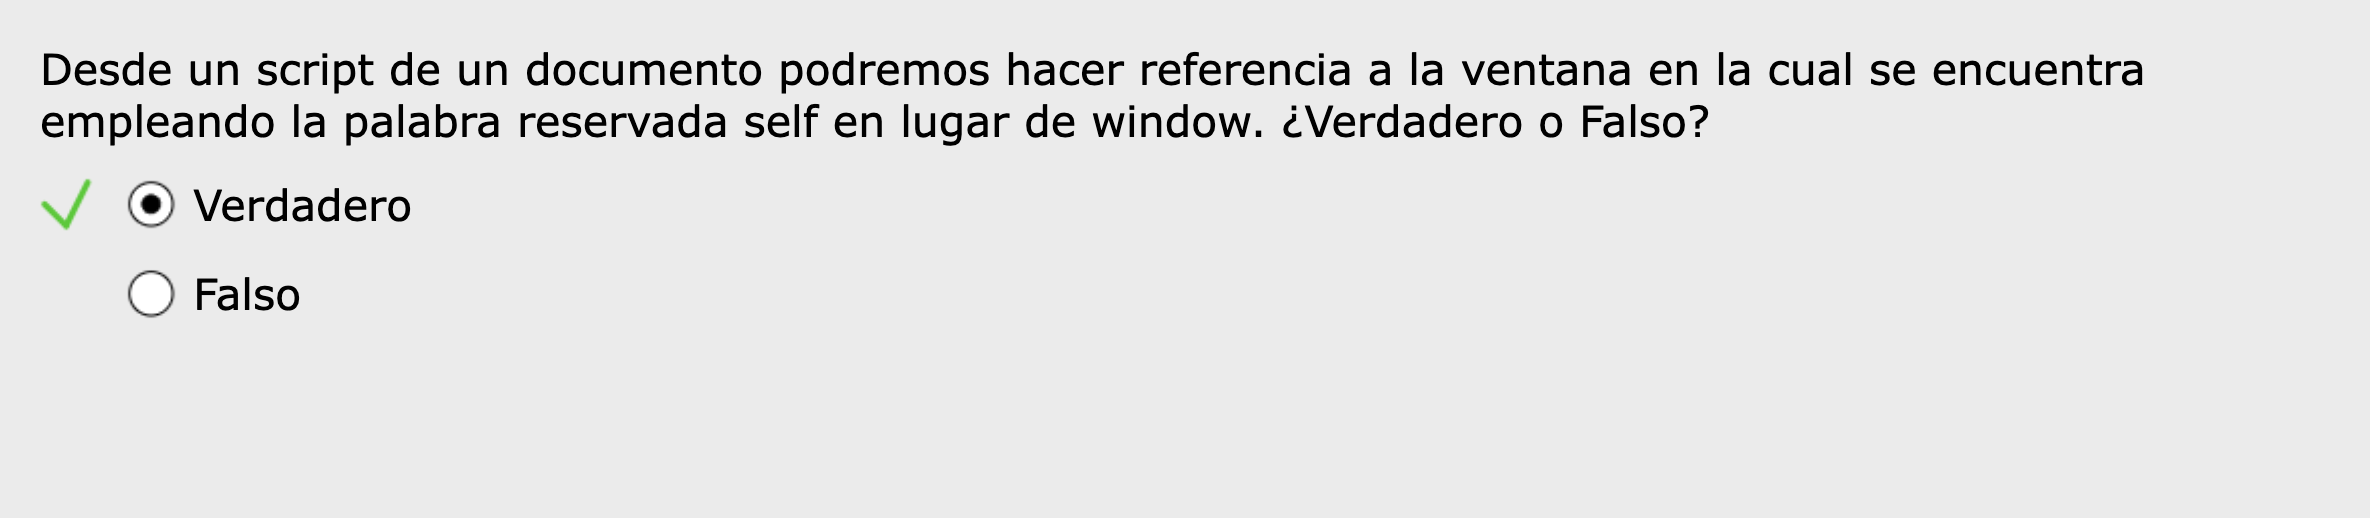 Desde un script de un documento podremos hacer referencia a la ventana en la cual se encuentra
empleando la palabra reservada self en lugar de window. ¿Verdadero o Falso?
Verdadero
Falso